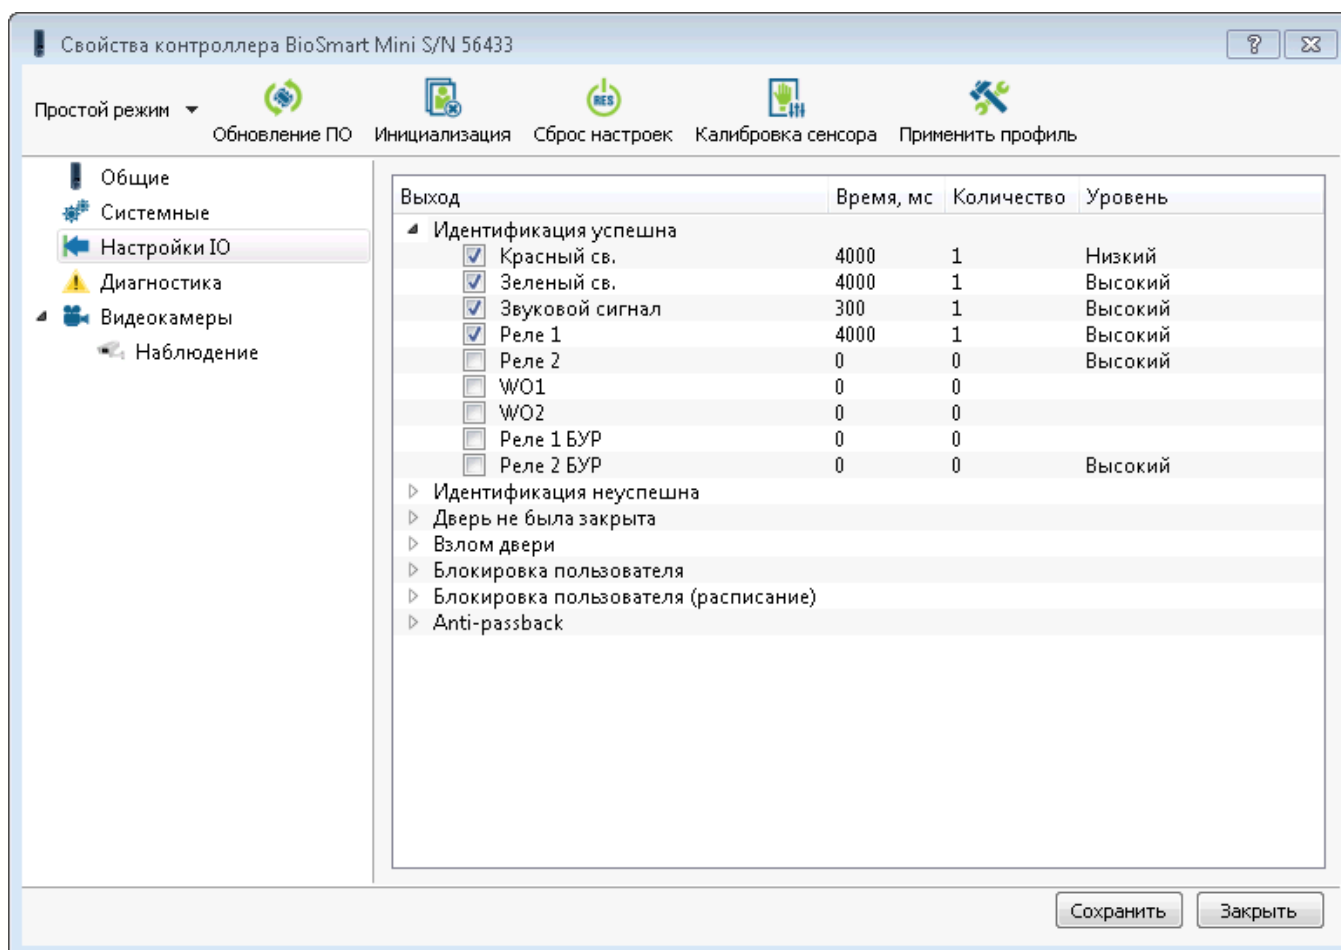 Свойства контроллера BioSmart Mini S/N 56433
Простой режим
Обновление ПО Инициализация Сброс настроек Калибровка сенсора Применить профиль
RES
Общие
Системные
Настройки IO
Диагностика
Видеокамеры
Наблюдение
Выход Время, мс Количество Уровень
Идентификация успешна
Красный св. 4000 1 Низкий
Зеленый св. 4000 1 Высокий
Звуковой сигнал 300 1 Высокий
Реле 1 4000 1 Высокий
Реле 2 0 0 Высокий
WO1 0 0
WO2 0 0
Реле 1 БУР 0 0
Реле 2 БУР 0 0 Высокий
Идентификация неуспешна
Дверь не была закрыта
Взлом двери
Блокировка пользователя
Блокировка пользователя (расписание)
Anti-passback
Сохранить Закрыть